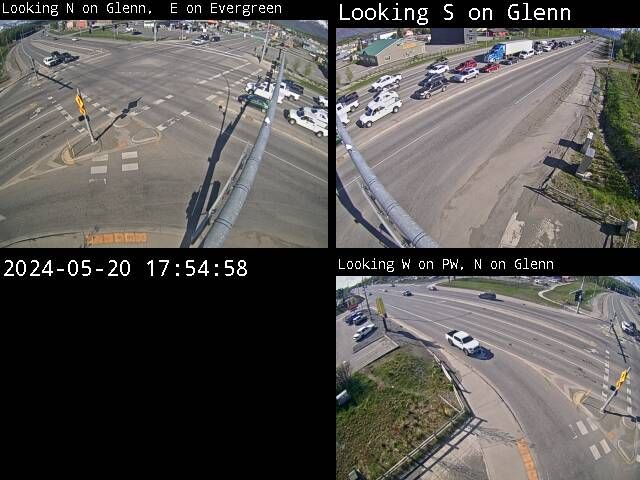 Looking N on Glenn, E on Evergreen
Looking S on Glenn
2024-05-20 17:54:58
Looking W on PW, N on Glenn